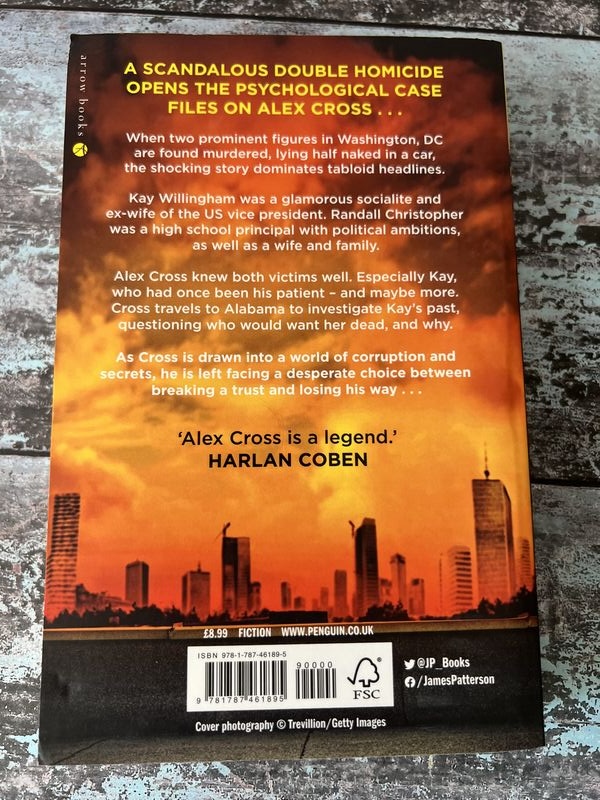 arrow books
A SCANDALOUS DOUBLE HOMICIDE
OPENS THE PSYCHOLOGICAL CASE
FILES ON ALEX CROSS . . .
When two prominent figures in Washington, DC
are found murdered, lying half naked in a car,
the shocking story dominates tabloid headlines.
Kay Willingham was a glamorous socialite and
ex-wife of the US vice president. Randall Christopher
was a high school principal with political ambitions,
as well as a wife and family.
Alex Cross knew both victims well. Especially Kay,
who had once been his patient – and maybe more.
Cross travels to Alabama to investigate Kay's past,
questioning who would want her dead, and why.
As Cross is drawn into a world of corruption and
secrets, he is left facing a desperate choice between
breaking a trust and losing his way . . .
‘Alex Cross is a legend.’
HARLAN COBEN
£8.99 FICTION WWW.PENGUIN.CO.UK
ISBN 978-1-787-46189-5
90000
9 781787 461895
FSC
@JP_Books
/JamesPatterson
Cover photography © Trevillion/Getty Images